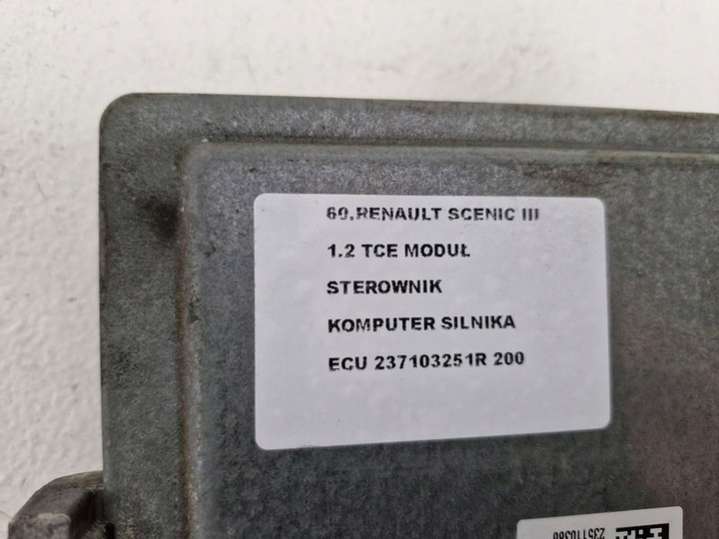 60.RENAULT SCENIC III
1.2 TCE MODUŁ
STEROWNIK
KOMPUTER SILNIKA
ECU 237103251R 200